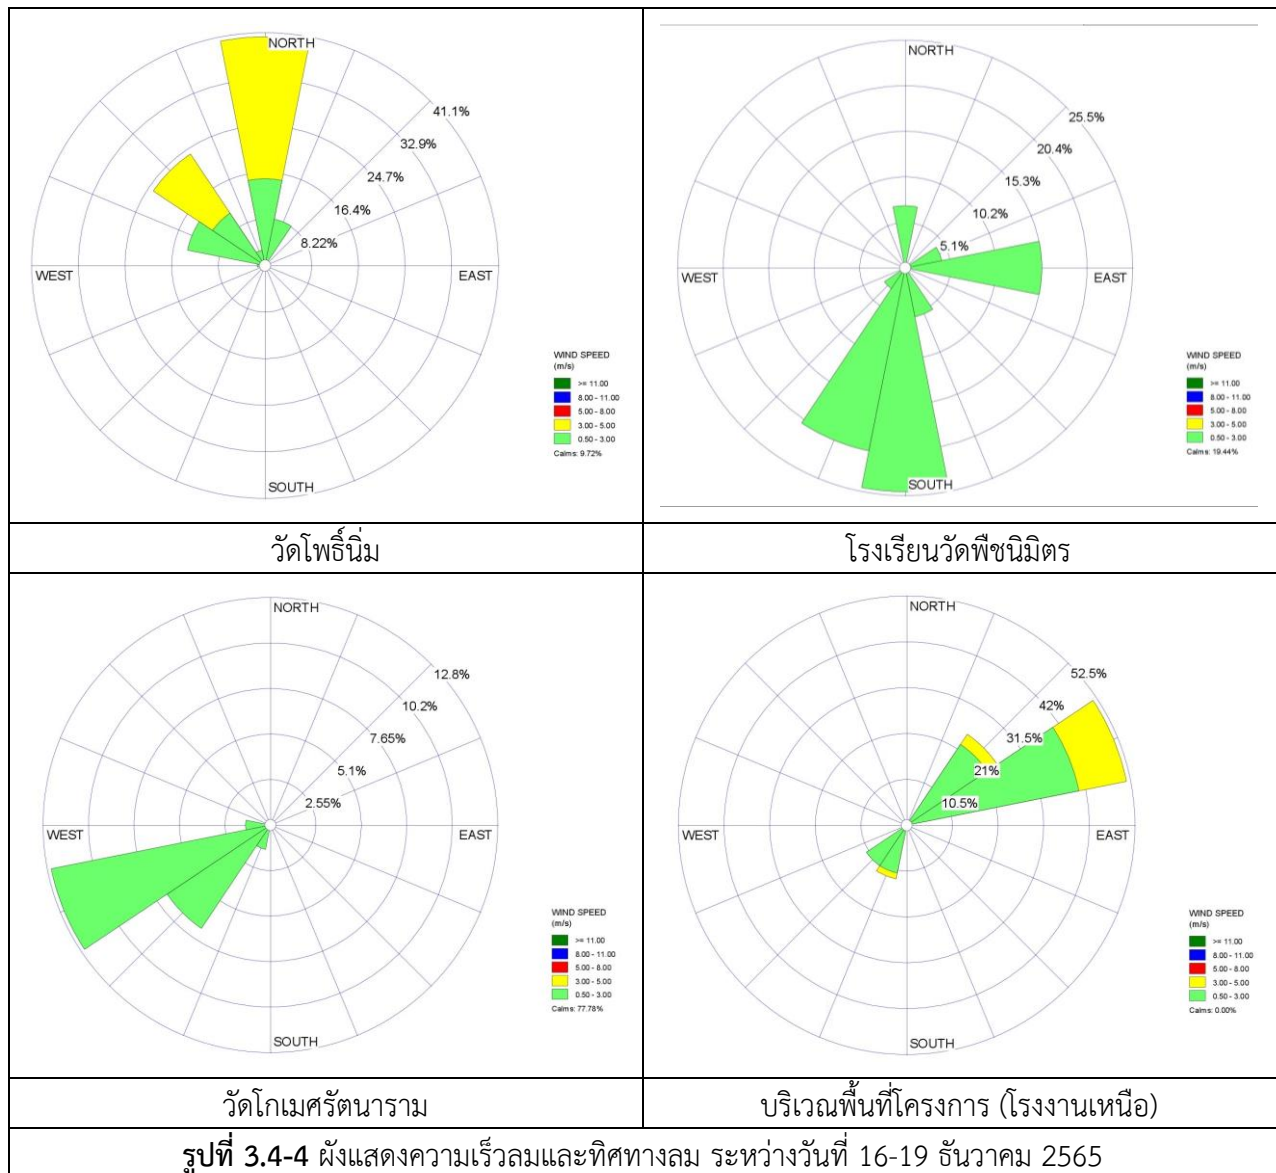 NORTH
41.1%
32.9%
24.7%
16.4%
8.22%
WEST
EAST
SOUTH
WIND SPEED
(m/s)
>= 11.00
8.00 - 11.00
5.00 - 8.00
3.00 - 5.00
0.50 - 3.00
Calms: 9.72%
วัดโพธิ์นิ่ม
NORTH
25.5%
20.4%
15.3%
10.2%
5.1%
WEST
EAST
SOUTH
WIND SPEED
(m/s)
>= 11.00
8.00 - 11.00
5.00 - 8.00
3.00 - 5.00
0.50 - 3.00
Calms: 19.44%
โรงเรียนวัดพืชนิมิตร
NORTH
12.8%
10.2%
7.65%
5.1%
2.55%
WEST
EAST
SOUTH
WIND SPEED
(m/s)
>= 11.00
8.00 - 11.00
5.00 - 8.00
3.00 - 5.00
0.50 - 3.00
Calms: 77.78%
วัดโกเมศรัตนาราม
NORTH
52.5%
42%
31.5%
21%
10.5%
WEST
EAST
SOUTH
WIND SPEED
(m/s)
>= 11.00
8.00 - 11.00
5.00 - 8.00
3.00 - 5.00
0.50 - 3.00
Calms: 0.00%
บริเวณพื้นที่โครงการ (โรงงานเหนือ)
รูปที่ 3.4-4 ผังแสดงความเร็วลมและทิศทางลม ระหว่างวันที่ 16-19 ธันวาคม 2565